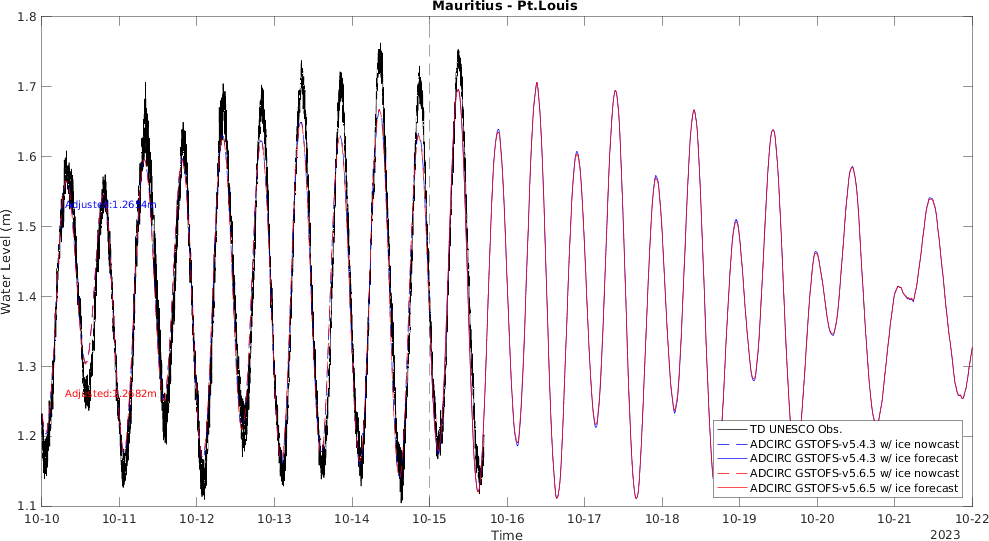 Mauritius - Pt.Louis
1.8
1.7
1.6
1.5
1.4
1.3
1.2
1.1
Water Level (m)
Adjusted:1.2654m
Adjusted:1.2682m
TD UNESCO Obs.
ADCIRC GSTOFS-v5.4.3 w/ ice nowcast
ADCIRC GSTOFS-v5.4.3 w/ ice forecast
ADCIRC GSTOFS-v5.6.5 w/ ice nowcast
ADCIRC GSTOFS-v5.6.5 w/ ice forecast
10-10 10-11 10-12 10-13 10-14 10-15 10-16 10-17 10-18 10-19 10-20 10-21 10-22
Time
2023